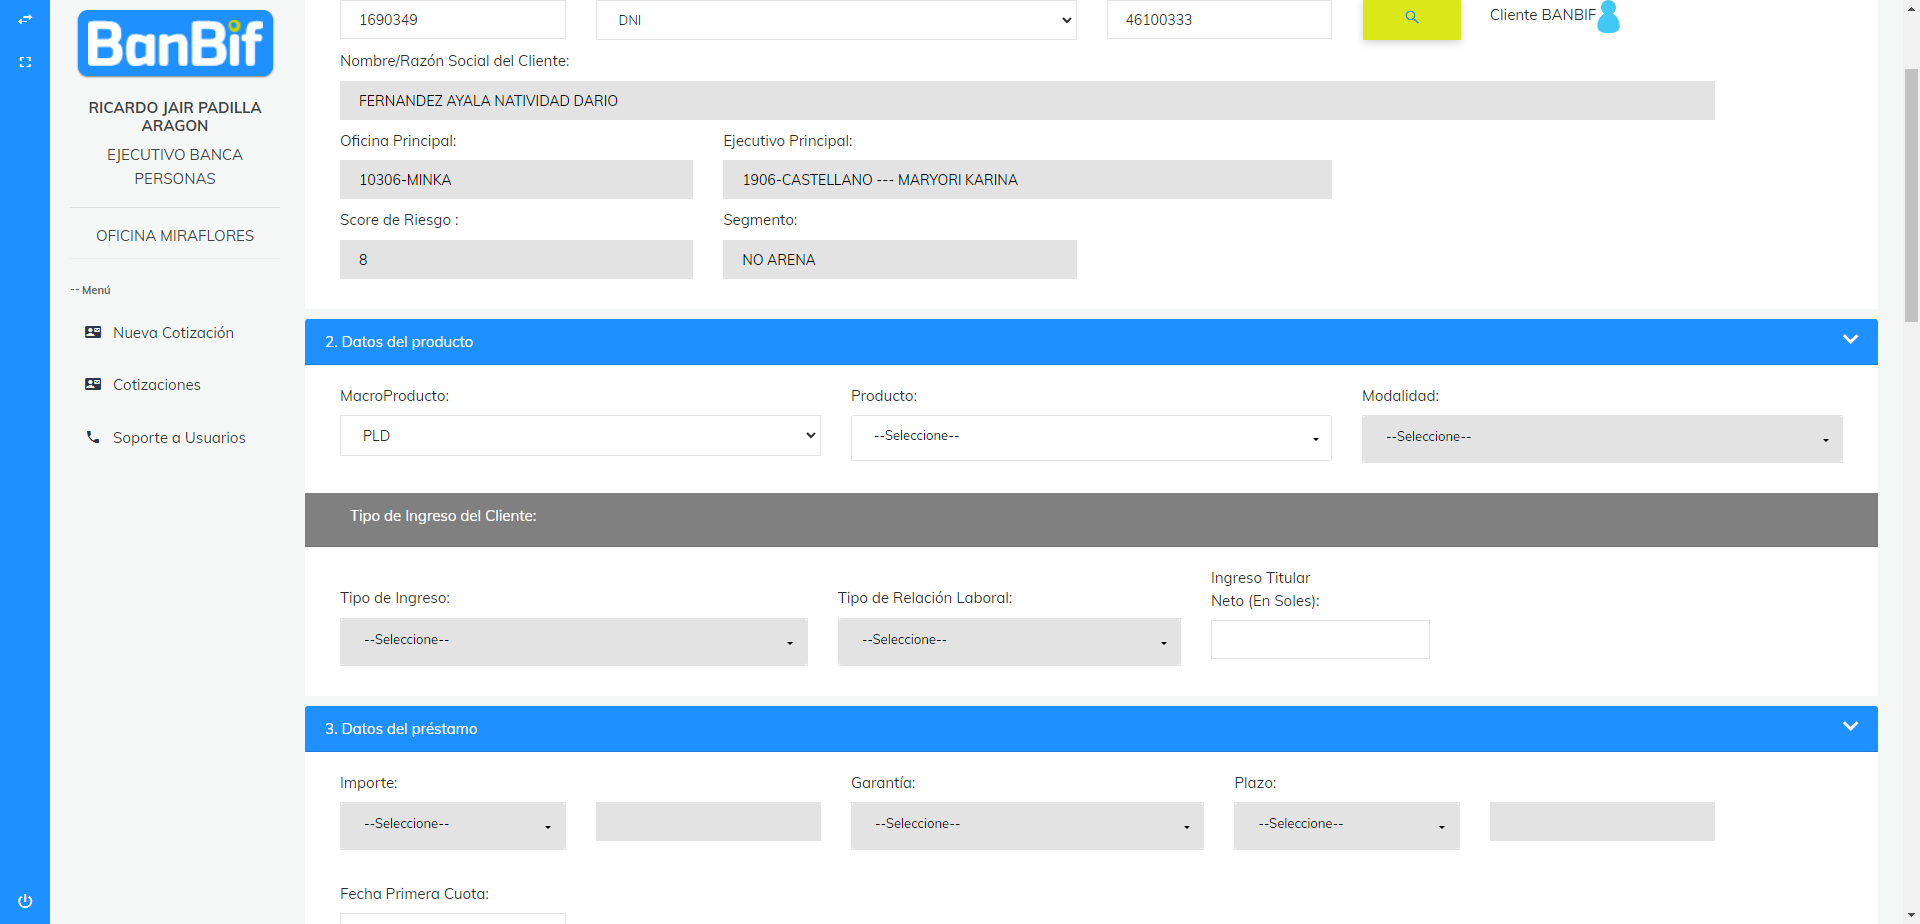 BanBif
RICARDO JAIR PADILLA
ARAGON
EJECUTIVO BANCA
PERSONAS
OFICINA MIRAFLORES
-- Menú
Nueva Cotización
Cotizaciones
Soporte a Usuarios
1690349
DNI
46100333
Cliente BANBIF
Nombre/Razón Social del Cliente:
FERNANDEZ AYALA NATIVIDAD DARIO
Oficina Principal:
Ejecutivo Principal:
10306-MINKA
1906-CASTELLANO --- MARYORI KARINA
Score de Riesgo :
Segmento:
8
NO ARENA
2. Datos del producto
MacroProducto:
Producto:
Modalidad:
PLD
--Seleccione--
--Seleccione--
Tipo de Ingreso del Cliente:
Tipo de Ingreso:
Tipo de Relación Laboral:
Ingreso Titular
Neto (En Soles):
--Seleccione--
--Seleccione--
3. Datos del préstamo
Importe:
Garantía:
Plazo:
--Seleccione--
--Seleccione--
--Seleccione--
Fecha Primera Cuota: